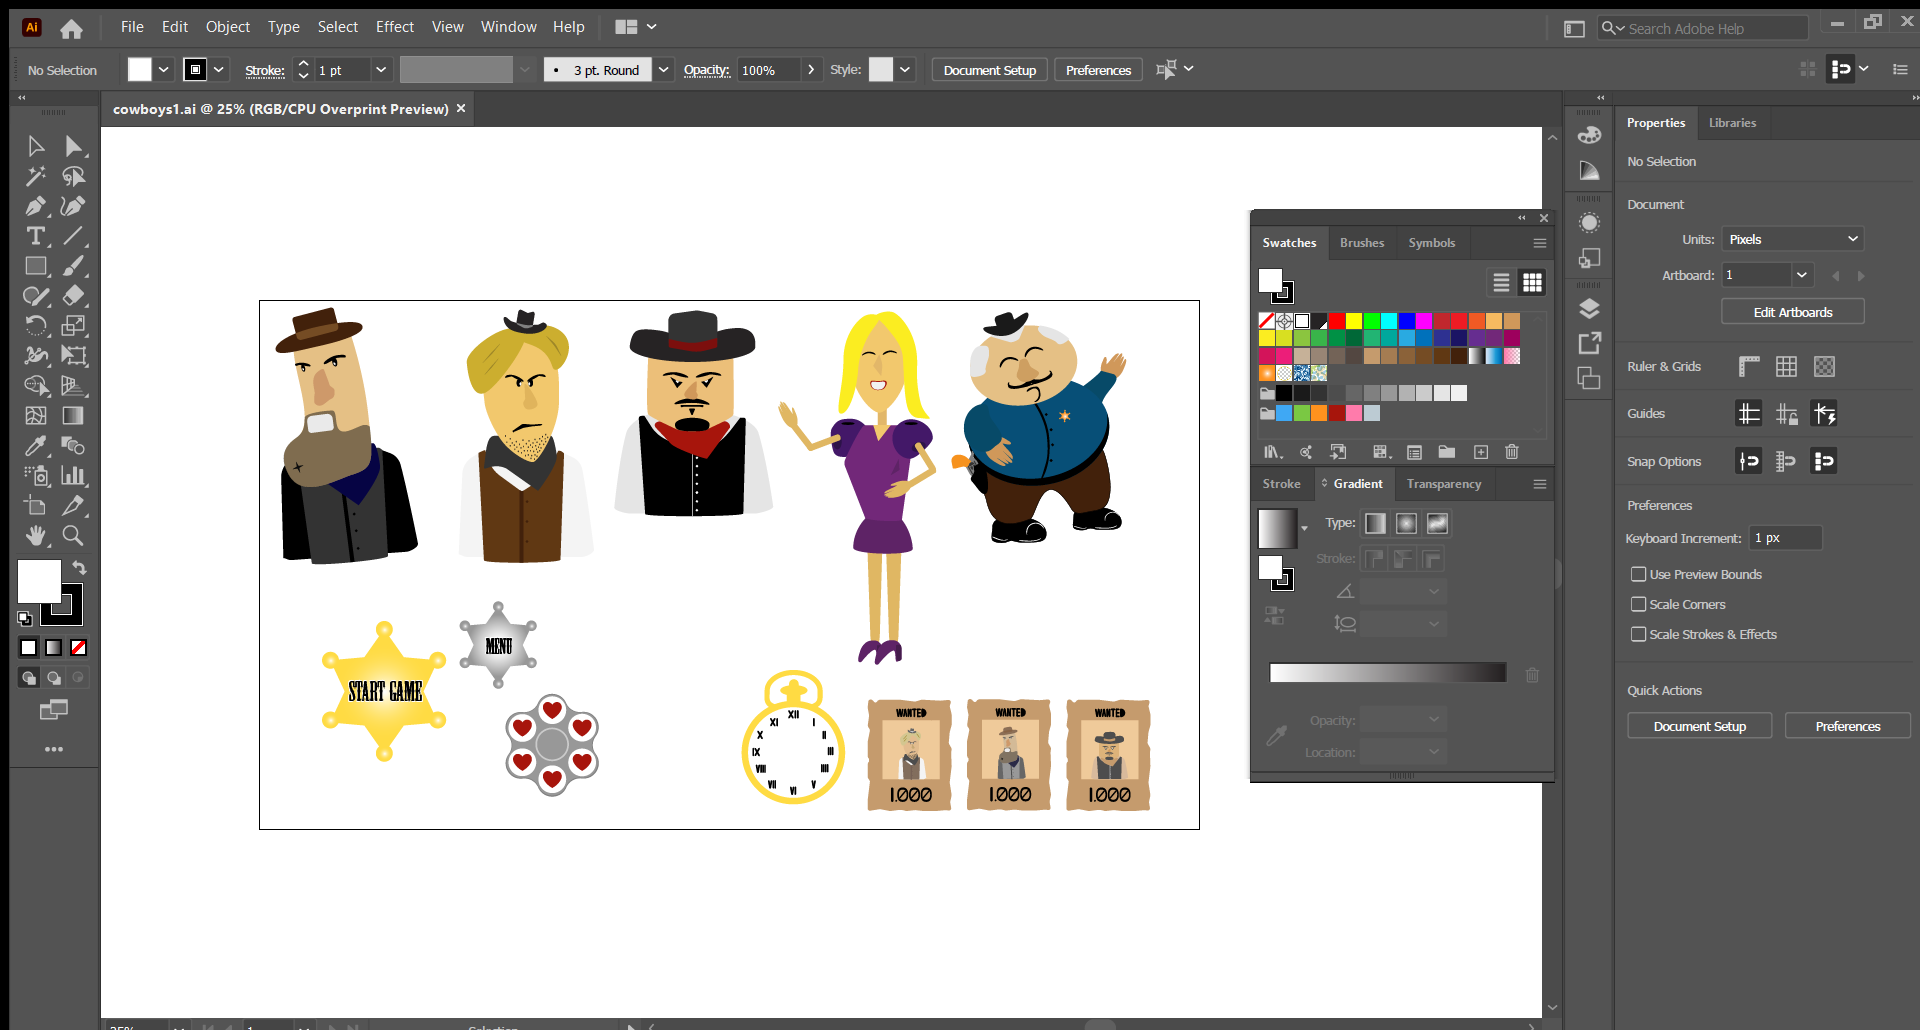 Ai File Edit Object Type Select Effect View Window Help Search Adobe Help
No Selection Stroke: 1 pt 3 pt. Round Opacity: 100% Style: Document Setup Preferences
cowboys1.ai @ 25% (RGB/CPU Overprint Preview) ×
MENU
START GAME
XII
XI I
X II
IX III
VIII IIII
VII V
VI
WANTED WANTED WANTED
1.000 1.000 1.000
Swatches Brushes Symbols
Stroke Gradient Transparency
Type:
Stroke:
Opacity:
Location:
Properties Libraries
No Selection
Document
Units: Pixels
Artboard: 1
Edit Artboards
Ruler & Grids
Guides
Snap Options
Preferences
Keyboard Increment: 1 px
Use Preview Bounds
Scale Corners
Scale Strokes & Effects
Quick Actions
Document Setup Preferences
25% 1 Selection